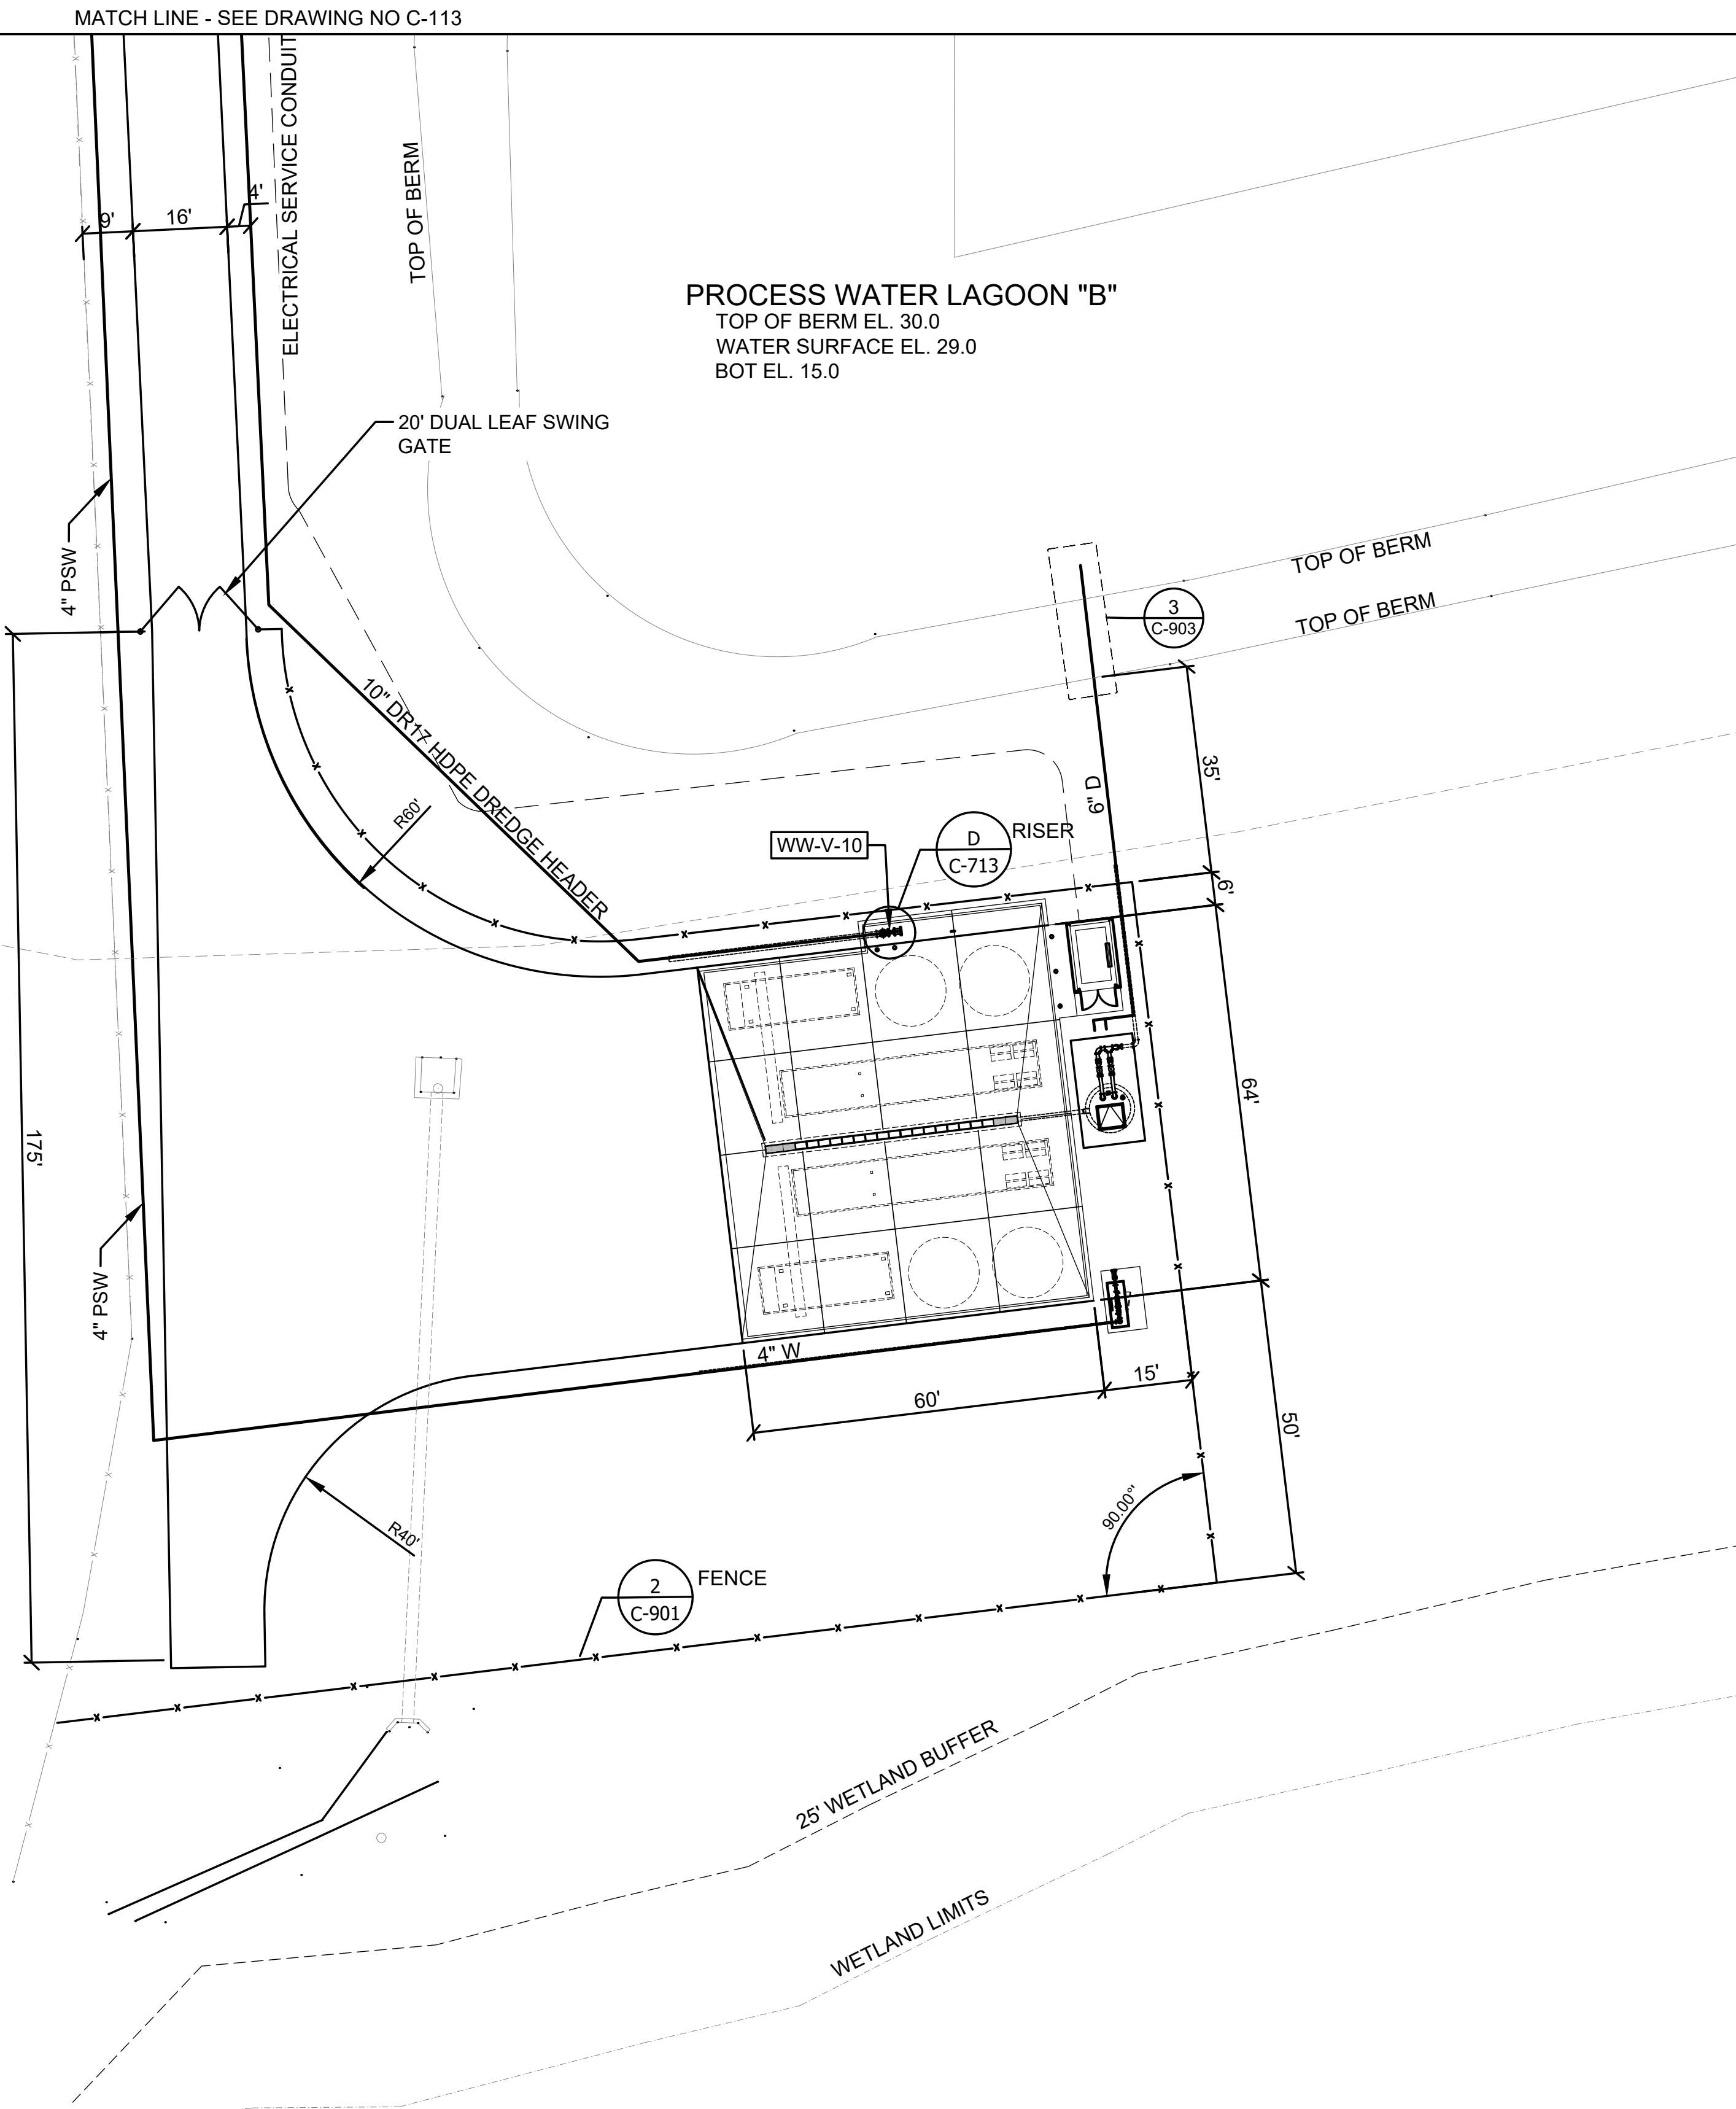 MATCH LINE - SEE DRAWING NO C-113
ELECTRICAL SERVICE CONDUIT
TOP OF BERM
9'
16'
4'
PROCESS WATER LAGOON "B"
TOP OF BERM EL. 30.0
WATER SURFACE EL. 29.0
BOT EL. 15.0
20' DUAL LEAF SWING
GATE
4" PSW
TOP OF BERM
TOP OF BERM
3
C-903
10" DR17 HDPE DREDGE HEADER
35'
6" D
R60'
WW-V-10
D
C-713
RISER
6'
64'
175'
4" PSW
4" W
60'
15'
50'
90.00°
R40'
2
C-901
FENCE
25' WETLAND BUFFER
WETLAND LIMITS